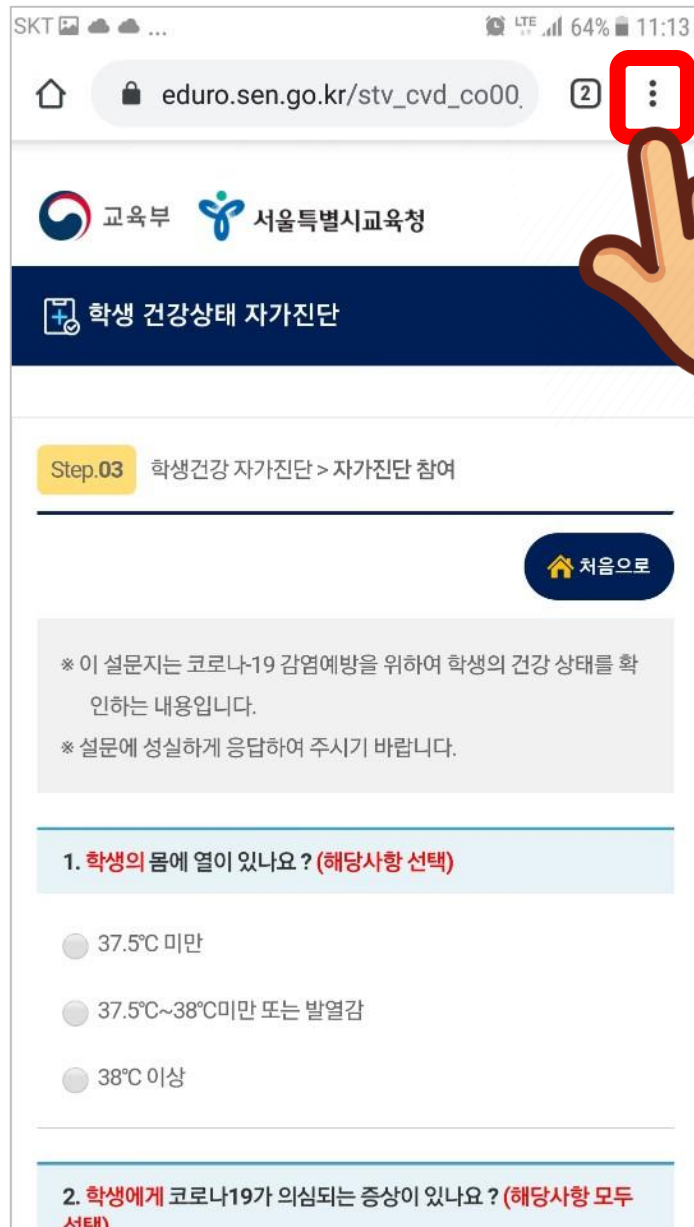 SKT ... LTE 64% 11:13
eduro.sen.go.kr/stv_cvd_co00_ 2
교육부 서울특별시교육청
학생 건강상태 자가진단
Step.03 학생건강 자가진단 > 자가진단 참여
처음으로
※ 이 설문지는 코로나-19 감염예방을 위하여 학생의 건강 상태를 확
인하는 내용입니다.
※ 설문에 성실하게 응답하여 주시기 바랍니다.
1. 학생의 몸에 열이 있나요 ? (해당사항 선택)
37.5℃ 미만
37.5℃~38℃미만 또는 발열감
38℃ 이상
2. 학생에게 코로나19가 의심되는 증상이 있나요 ? (해당사항 모두
선택)